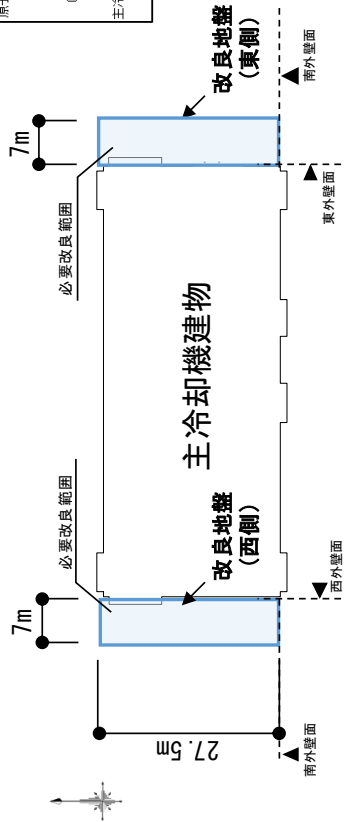 主冷
7m
7m
必要改良範囲
必要改良範囲
27.5m
主冷却機建物
改良地盤
(西側)
改良地盤
(東側)
南外壁面
西外壁面
東外壁面
南外壁面